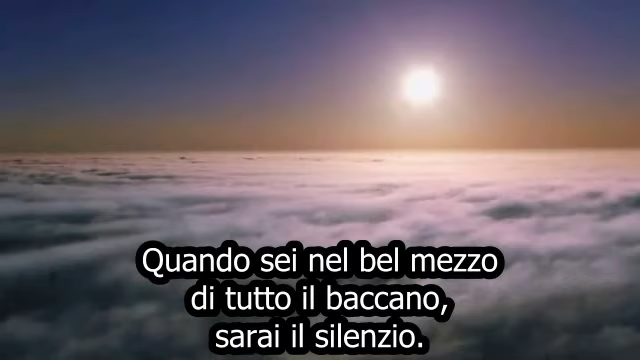 Quando sei nel bel mezzo
di tutto il baccano,
sarai il silenzio.